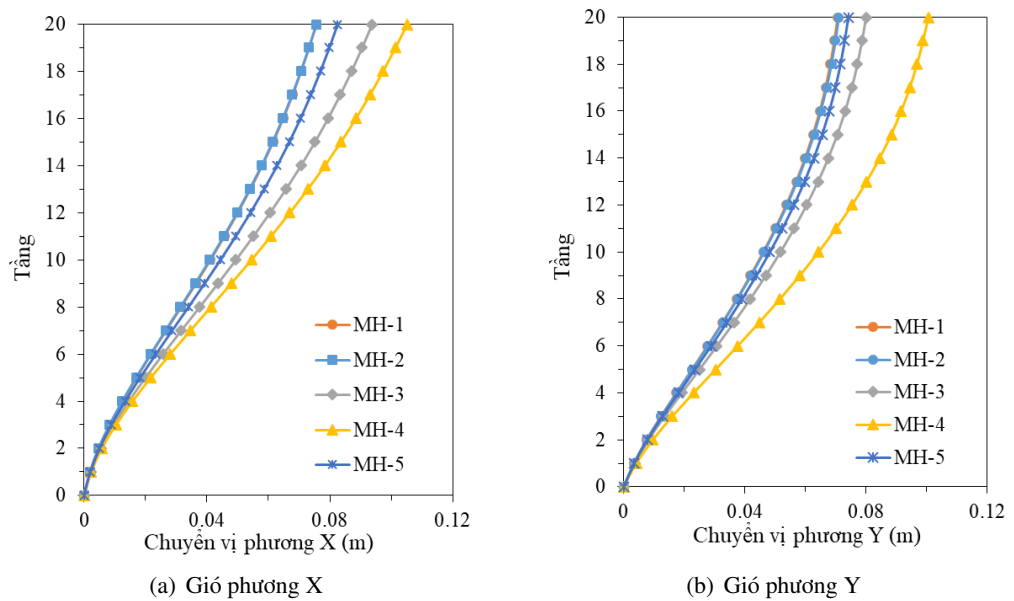 20
18
16
14
12
10
8
6
4
2
0
Tầng
0
0.04
0.08
0.12
Chuyển vị phương X (m)
MH-1
MH-2
MH-3
MH-4
MH-5
(a) Gió phương X
20
18
16
14
12
10
8
6
4
2
0
Tầng
0
0.04
0.08
0.12
Chuyển vị phương Y (m)
MH-1
MH-2
MH-3
MH-4
MH-5
(b) Gió phương Y